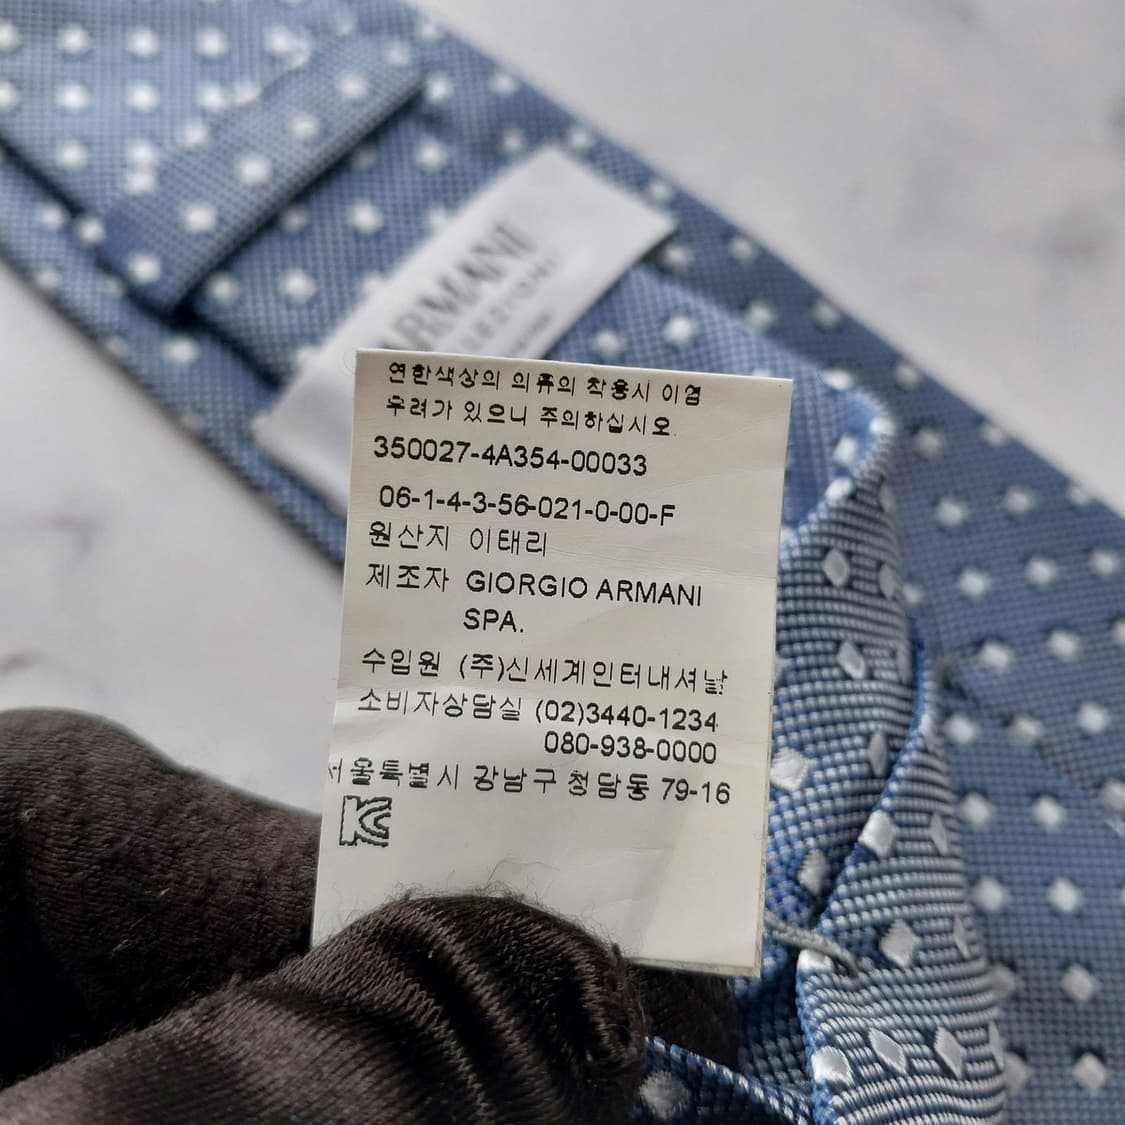 ARMANI
연한색상의 의류의 착용시 이염
우려가 있으니 주의하십시오.
350027-4A354-00033
06-1-4-3-56-021-0-00-F
원산지 이태리
제조자 GIORGIO ARMANI
SPA.
수입원 (주)신세계인터내셔날
소비자상담실 (02)3440-1234
080-938-0000
서울특별시 강남구 청담동 79-16